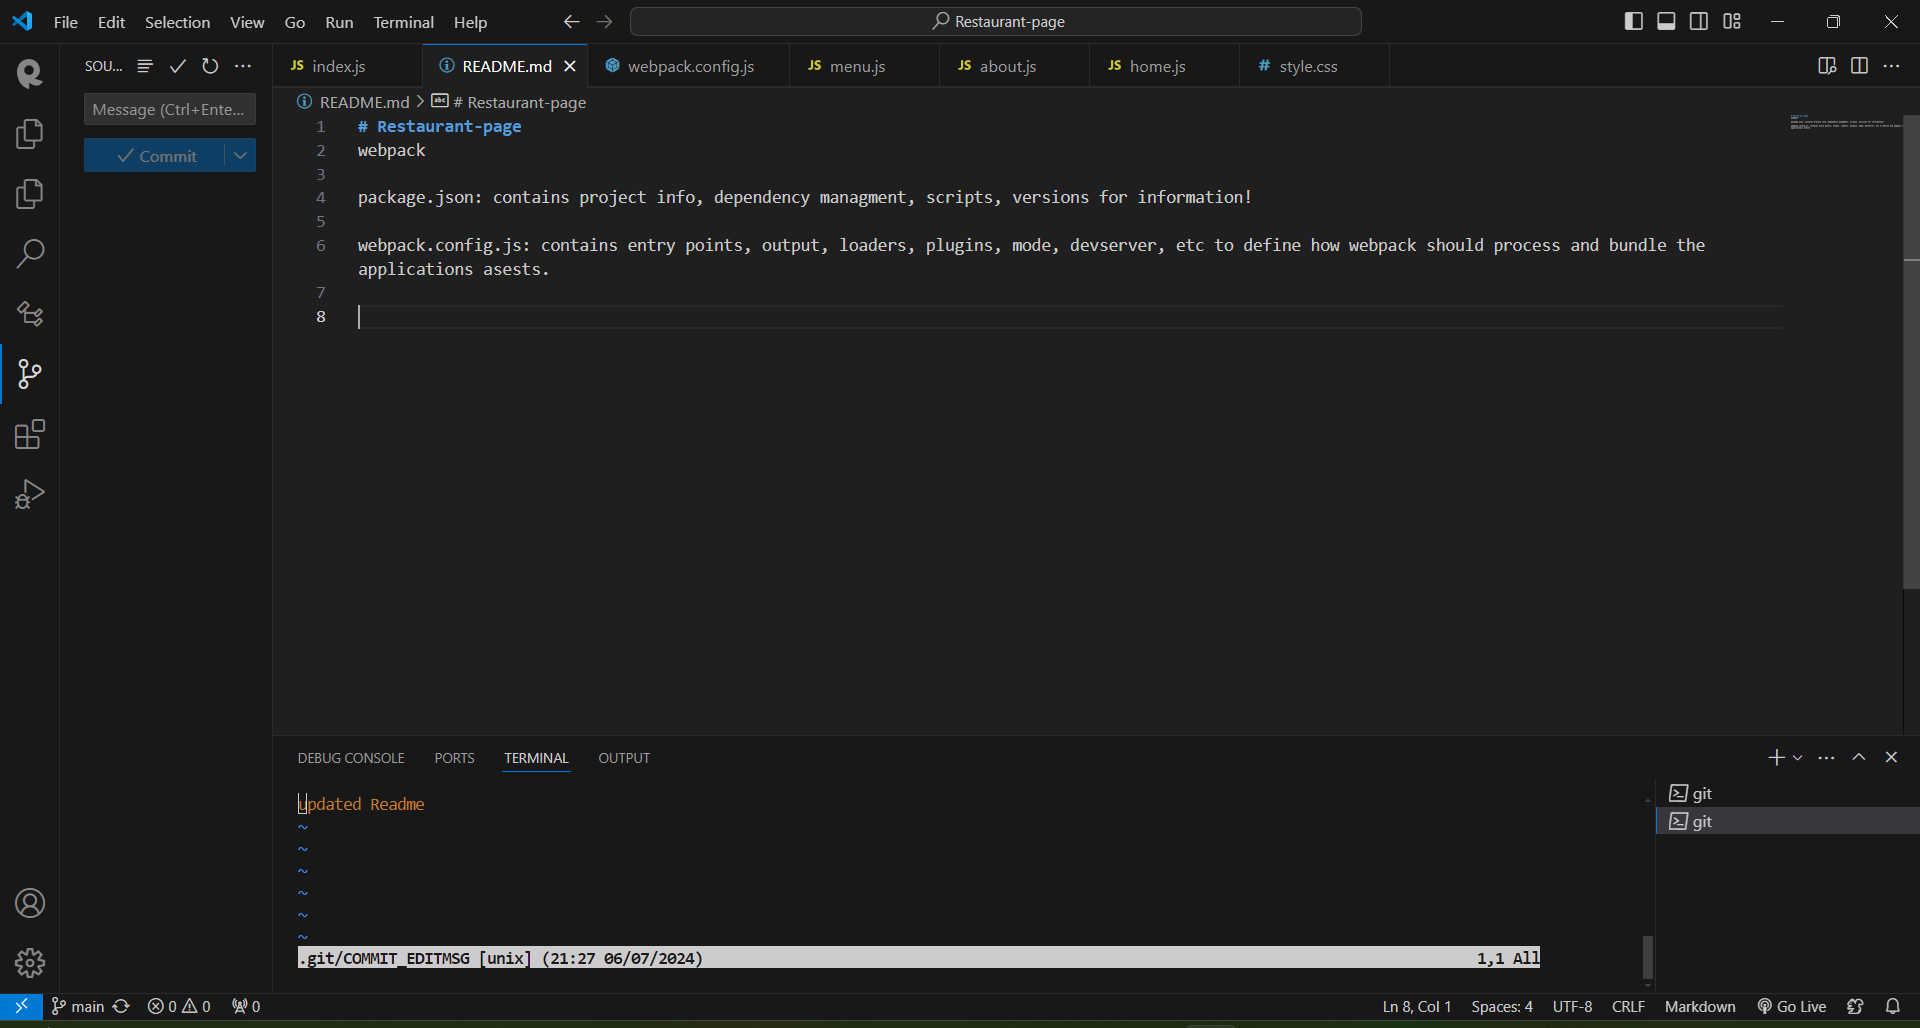 File Edit Selection View Go Run Terminal Help Restaurant-page
SOU... index.js README.md webpack.config.js menu.js about.js home.js style.css
README.md > # Restaurant-page
Message (Ctrl+Ente...
Commit
1 # Restaurant-page
2 webpack
3
4 package.json: contains project info, dependency managment, scripts, versions for information!
5
6 webpack.config.js: contains entry points, output, loaders, plugins, mode, devserver, etc to define how webpack should process and bundle the
applications asests.
7
8
DEBUG CONSOLE PORTS TERMINAL OUTPUT
updated Readme
~
~
~
~
~
~
.git/COMMIT_EDITMSG [unix] (21:27 06/07/2024) 1,1 All
git
git
main 0 0 0 Ln 8, Col 1 Spaces: 4 UTF-8 CRLF Markdown Go Live